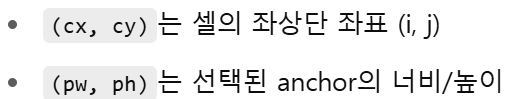 • (cx, cy)는 셀의 좌상단 좌표 (i, j)
• (pw, ph)는 선택된 anchor의 너비/높이